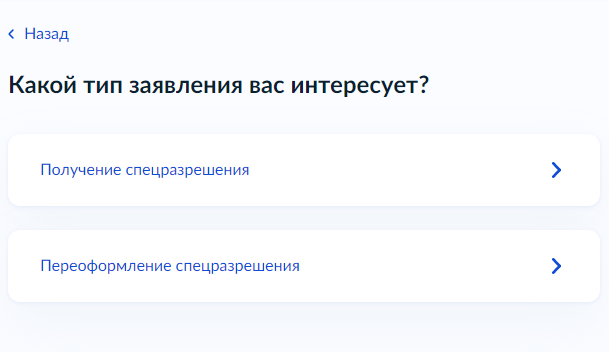 Назад
Какой тип заявления вас интересует?
Получение спецразрешения
Переоформление спецразрешения